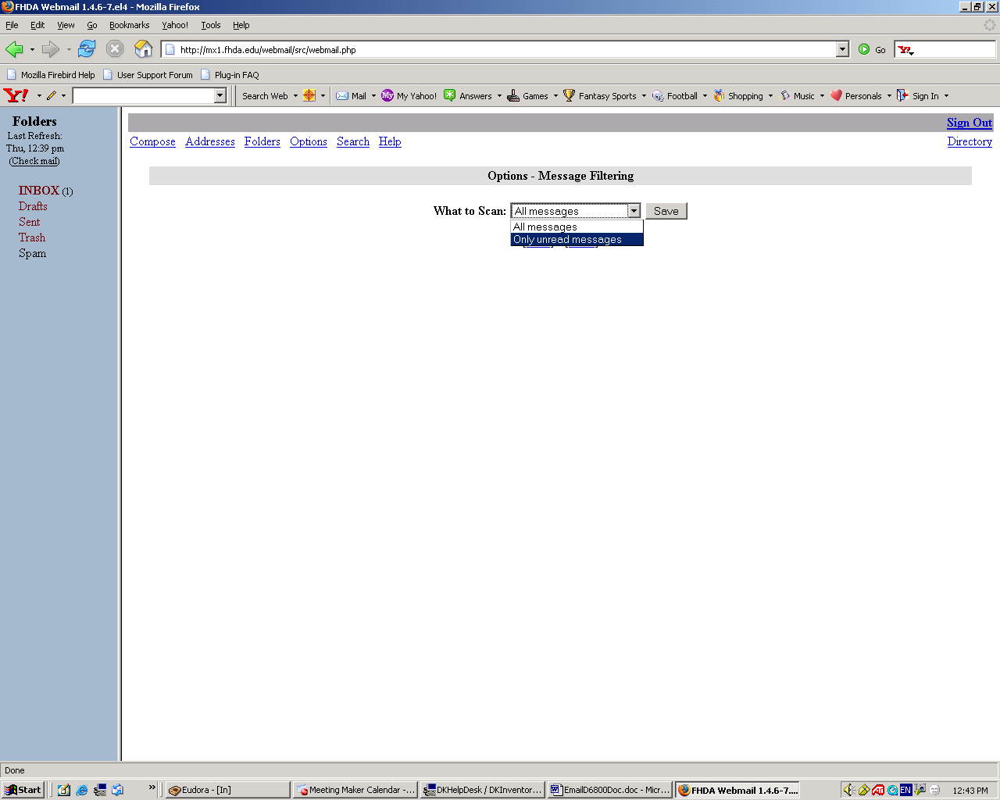 FHDA Webmail 1.4.6-7.el4 - Mozilla Firefox
File Edit View Go Bookmarks Yahoo! Tools Help
http://mx1.fhda.edu/webmail/src/webmail.php Go
Mozilla Firebird Help User Support Forum Plug-in FAQ
Y! Search Web Mail My Yahoo! Answers Games Fantasy Sports Football Shopping Music Personals Sign In
Folders
Last Refresh:
Thu, 12:39 pm
(Check mail)
INBOX (1)
Drafts
Sent
Trash
Spam
Sign Out
Compose Addresses Folders Options Search Help Directory
Options - Message Filtering
What to Scan: All messages Save
All messages
Only unread messages
Done
Start » Eudora - [In] Meeting Maker Calendar -... DKHelpDesk / DKInventor... EmailD6800Doc.doc - Micr... FHDA Webmail 1.4.6-7.... EN 12:43 PM